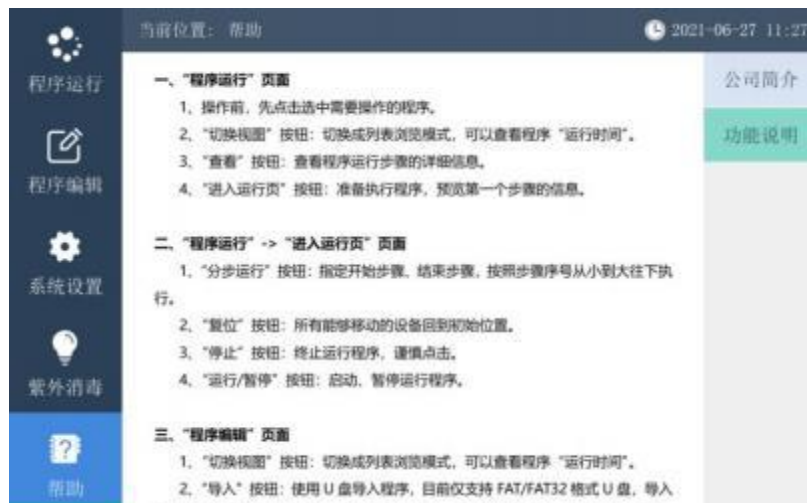 当前位置: 帮助
2021-06-27 11:27
程序运行
程序编辑
系统设置
紫外消毒
帮助
一、“程序运行”页面
1、操作前，先点击选中需要操作的程序。
2、“切换视图”按钮：切换成列表浏览模式，可以查看程序“运行时间”。
3、“查看”按钮：查看程序运行步骤的详细信息。
4、“进入运行页”按钮：准备执行程序，预览第一个步骤的信息。
二、“程序运行” -> “进入运行页”页面
1、“分步运行”按钮：指定开始步骤、结束步骤，按照步骤序号从小到大往下执
行。
2、“复位”按钮：所有能够移动的设备回到初始位置。
3、“停止”按钮：终止运行程序，谨慎点击。
4、“运行/暂停”按钮：启动、暂停运行程序。
三、“程序编辑”页面
1、“切换视图”按钮：切换成列表浏览模式，可以查看程序“运行时间”。
2、“导入”按钮：使用 U 盘导入程序，目前仅支持 FAT/FAT32 格式 U 盘，导入
公司简介
功能说明